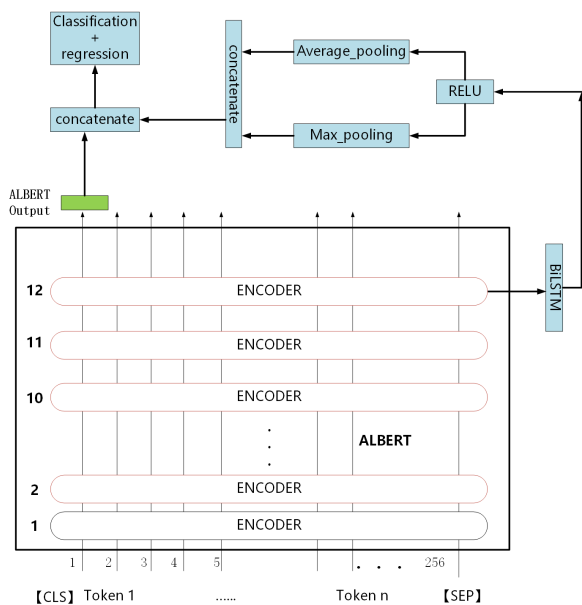 Classification
+
regression
concatenate
concatenate
Average_pooling
Max_pooling
RELU
BiLSTM
ALBERT
Output
12 ENCODER
11 ENCODER
10 ENCODER
.
.
.
ALBERT
2 ENCODER
1 ENCODER
1 2 3 4 5 . . . 256
【CLS】 Token 1 ...... Token n 【SEP】